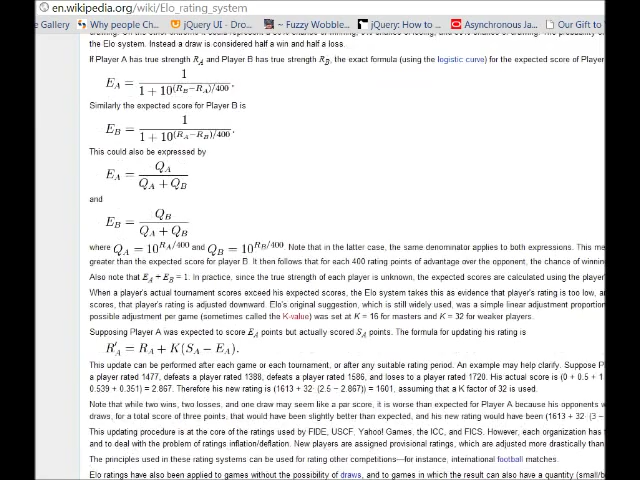 en.wikipedia.org/wiki/Elo_rating_system
le Gallery Why people Chc jQuery UI - Demos ~ Fuzzy Wobble... jQuery: How to ... Asynchronous Ja... Our Gift to
the Elo system. Instead a draw is considered half a win and half a loss.
If Player A has true strength R_A and Player B has true strength R_B, the exact formula (using the logistic curve) for the expected score of Player
E_A = 1 / (1 + 10^{(R_B−R_A)/400}).
Similarly the expected score for Player B is
E_B = 1 / (1 + 10^{(R_A−R_B)/400}).
This could also be expressed by
E_A = Q_A / (Q_A + Q_B)
and
E_B = Q_B / (Q_A + Q_B)
where Q_A = 10^{R_A/400} and Q_B = 10^{R_B/400} Note that in the latter case, the same denominator applies to both expressions. This me
greater than the expected score for player B. It then follows that for each 400 rating points of advantage over the opponent, the chance of winnin
Also note that E_A + E_B = 1. In practice, since the true strength of each player is unknown, the expected scores are calculated using the player
When a player's actual tournament scores exceed his expected scores, the Elo system takes this as evidence that player's rating is too low, a
scores, that player's rating is adjusted downward. Elo's original suggestion, which is still widely used, was a simple linear adjustment proportion
possible adjustment per game (sometimes called the K-value) was set at K = 16 for masters and K = 32 for weaker players.
Supposing Player A was expected to score E_A points but actually scored S_A points. The formula for updating his rating is
R′_A = R_A + K(S_A − E_A).
This update can be performed after each game or each tournament, or after any suitable rating period. An example may help clarify. Suppose P
a player rated 1477, defeats a player rated 1388, defeats a player rated 1586, and loses to a player rated 1720. His actual score is (0 + 0.5 + 1
0.539 + 0.351) = 2.867. Therefore his new rating is (1613 + 32· (2.5 − 2.867)) = 1601, assuming that a K factor of 32 is used.
Note that while two wins, two losses, and one draw may seem like a par score, it is worse than expected for Player A because his opponents w
draws, for a total score of three points, that would have been slightly better than expected, and his new rating would have been (1613 + 32· (3 −
This updating procedure is at the core of the ratings used by FIDE, USCF, Yahoo! Games, the ICC, and FICS. However, each organization has t
and to deal with the problem of ratings inflation/deflation. New players are assigned provisional ratings, which are adjusted more drastically than
The principles used in these rating systems can be used for rating other competitions—for instance, international football matches.
Elo ratings have also been applied to games without the possibility of draws, and to games in which the result can also have a quantity (small/b